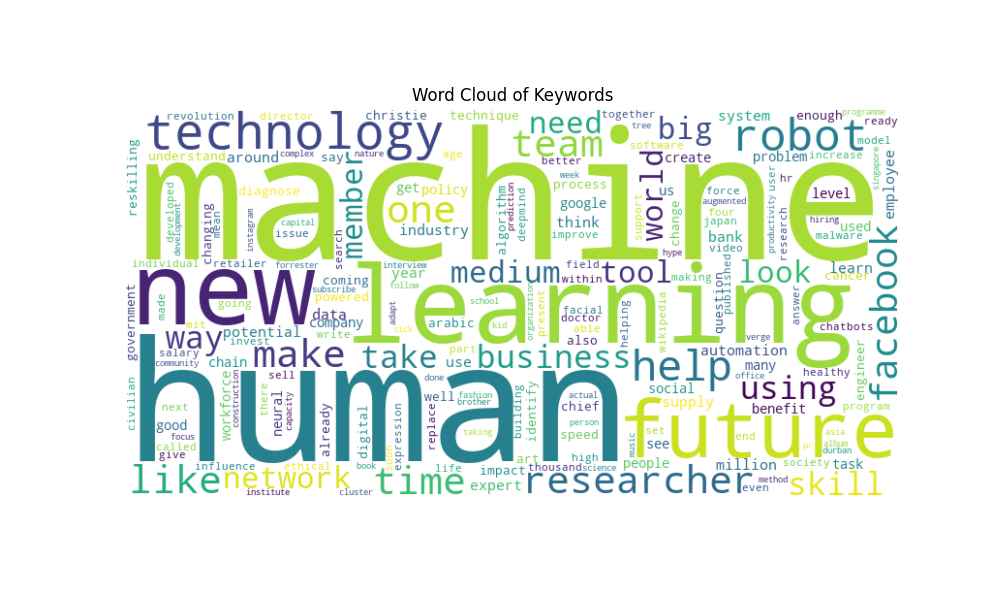 Word Cloud of Keywords
revolution director christie technique together enough programme
technology need big system robot ready
tree model
team software
reskilling understand around complex say nature age better create problem increase
machine
singapore
developed development mean changing diagnose instagram member get policy process week google us force hr user level employee
issue capital search one industry algorithm prediction deepmind think improve support world change augmented four japan bank video productivity research hiring used malware
individual retailer forrester coming year medium field tool hype making look learn cancer
new subscribe interview follow within
government made going powered data adapt learning school organization present facial doctor able also helping wikipedia question published answer chatbots facebook
mit potential company arabic kid verge
way invest write sick
salary chain make take part use business help automation many healthy engineer
community office
civilian workforce construction there sell neural capacity already digital well done fashion brother replace building identify actual art chief person social using benefit program
human
next good focus called give soon expression taking speed high see supply set end future asia album durban pr
music
like influence ethical book life impact thousand science people million society task
network time expert researcher even method skill
institute cluster